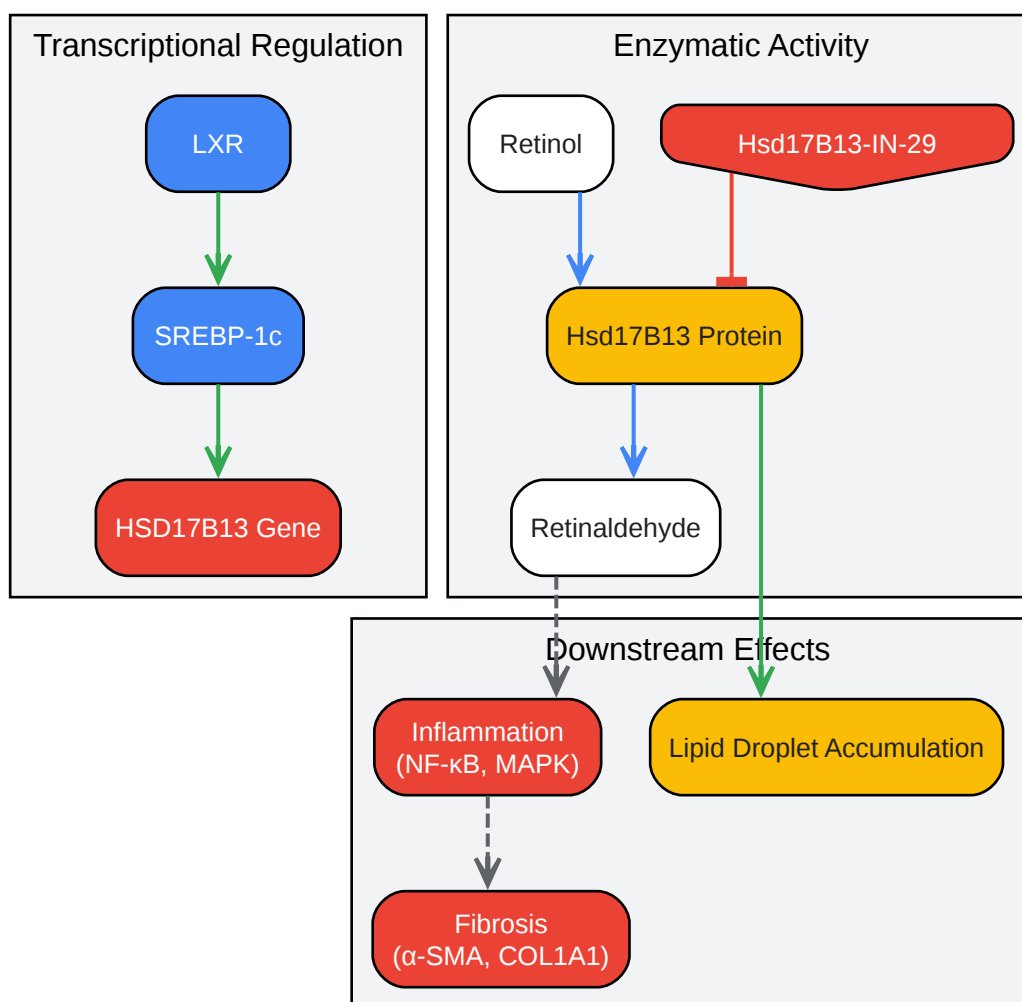 Transcriptional Regulation
LXR
SREBP-1c
HSD17B13 Gene
Enzymatic Activity
Retinol
Hsd17B13-IN-29
Hsd17B13 Protein
Retinaldehyde
Downstream Effects
Inflammation
(NF-κB, MAPK)
Lipid Droplet Accumulation
Fibrosis
(α-SMA, COL1A1)